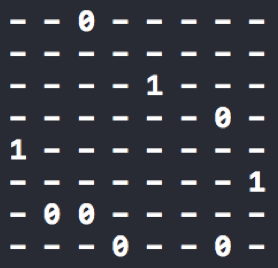 - - 0 - - - - -
- - - - - - - -
- - - - 1 - - -
- - - - - - 0 -
1 - - - - - - -
- - - - - - - 1
- 0 0 - - - - -
- - - 0 - - 0 -